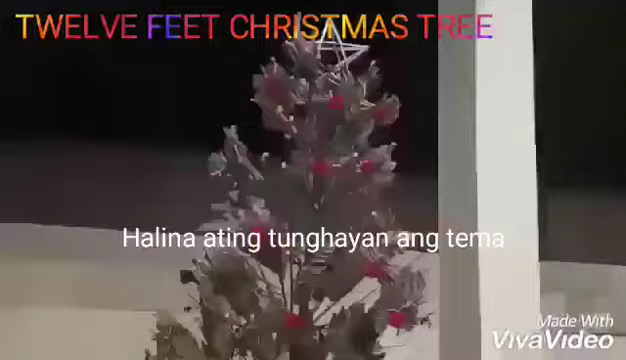 TWELVE FEET CHRISTMAS TREE
Halina ating tunghayan ang tema
Made With
VivaVideo